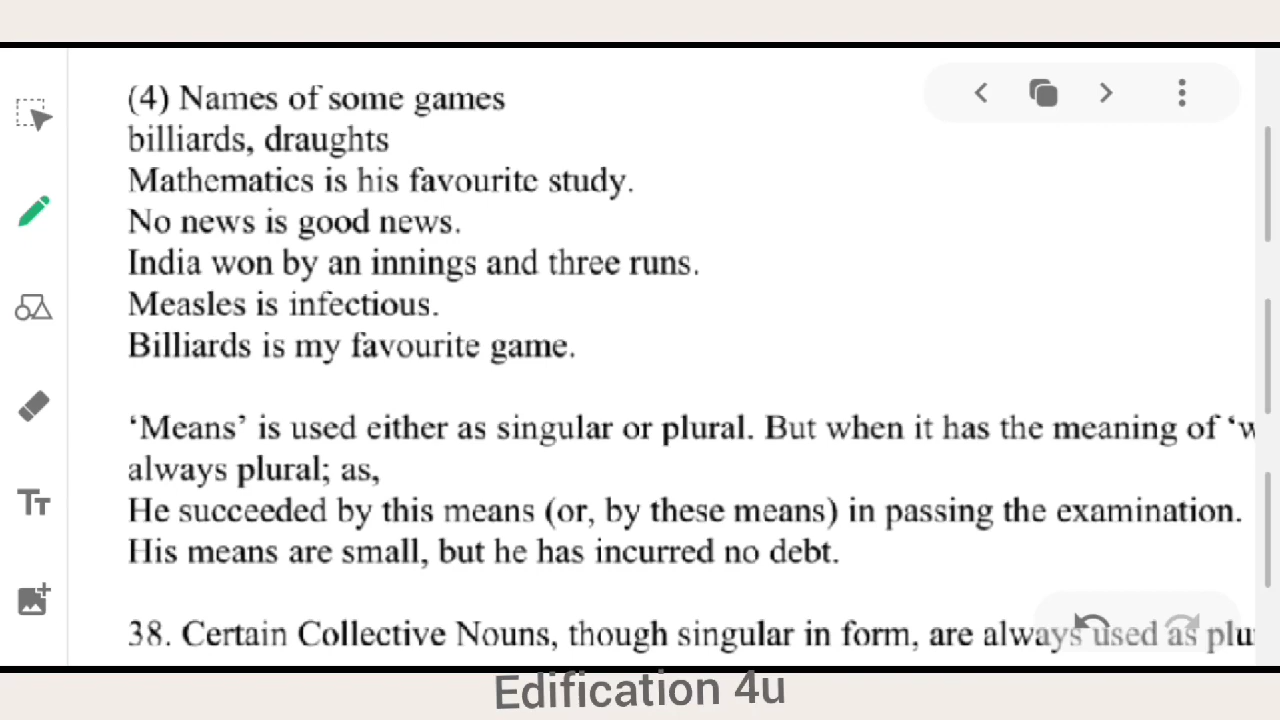 (4) Names of some games
billiards, draughts
Mathematics is his favourite study.
No news is good news.
India won by an innings and three runs.
Measles is infectious.
Billiards is my favourite game.
‘Means’ is used either as singular or plural. But when it has the meaning of ‘w
always plural; as,
He succeeded by this means (or, by these means) in passing the examination.
His means are small, but he has incurred no debt.
38. Certain Collective Nouns, though singular in form, are always used as plu
TT
Edification 4u